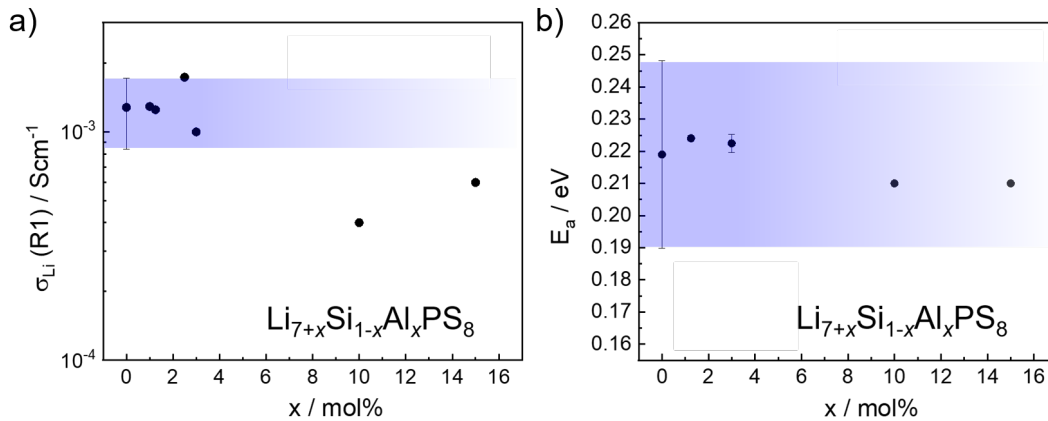 a)
10⁻³
10⁻⁴
σLi (R1) / Scm⁻¹
Li₇₊ₓSi₁₋ₓAlₓPS₈
0 2 4 6 8 10 12 14 16
x / mol%
b)
0.26
0.25
0.24
0.23
0.22
0.21
0.20
0.19
0.18
0.17
0.16
Eₐ / eV
Li₇₊ₓSi₁₋ₓAlₓPS₈
0 2 4 6 8 10 12 14 16
x / mol%